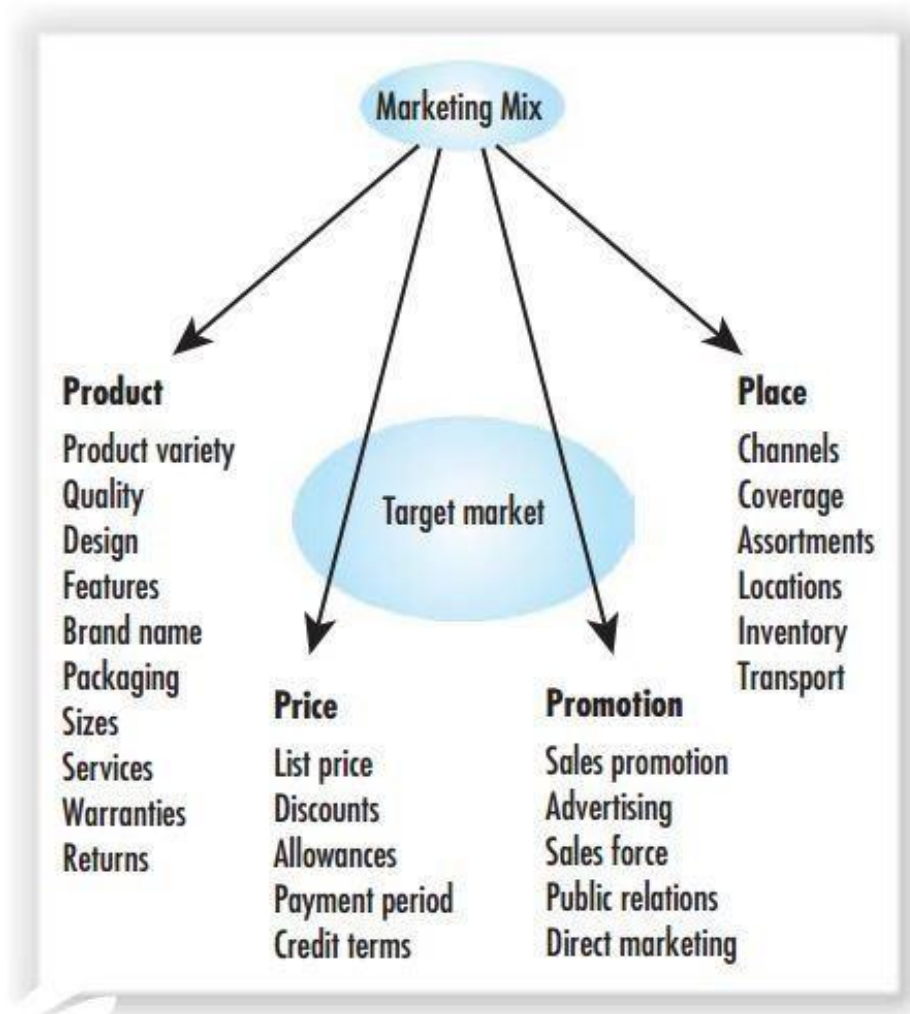 Marketing Mix
Product
Product variety
Quality
Design
Features
Brand name
Packaging
Sizes
Services
Warranties
Returns
Target market
Price
List price
Discounts
Allowances
Payment period
Credit terms
Promotion
Sales promotion
Advertising
Sales force
Public relations
Direct marketing
Place
Channels
Coverage
Assortments
Locations
Inventory
Transport